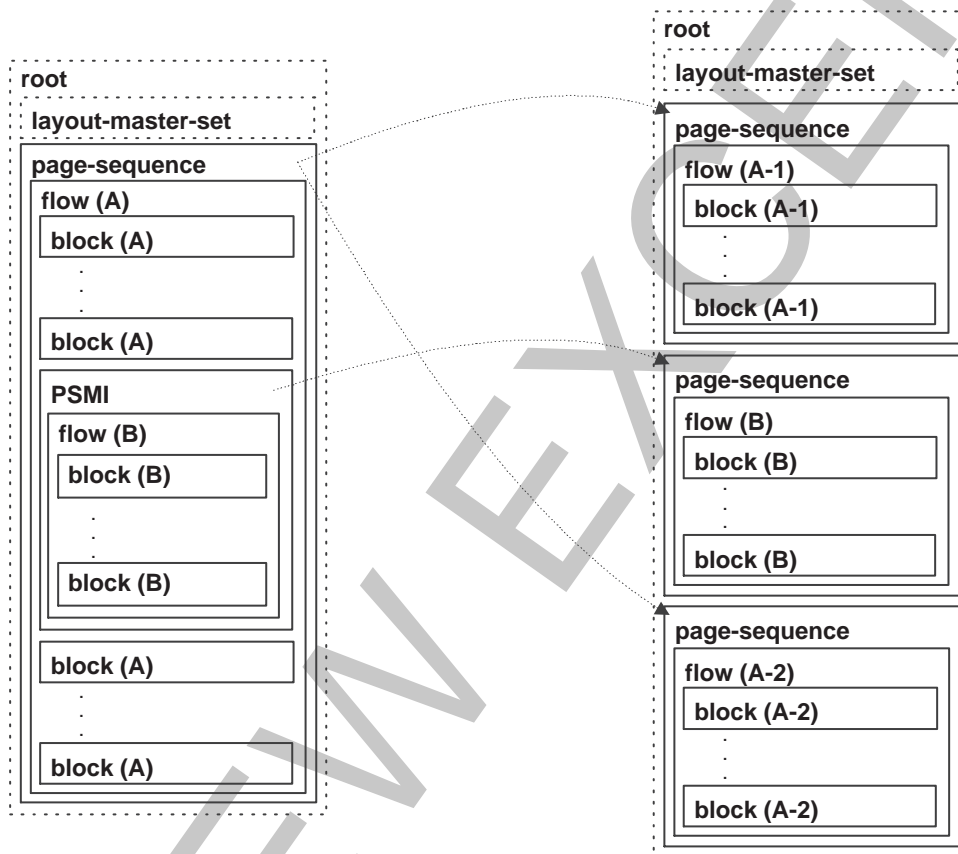 root
layout-master-set
page-sequence
flow (A)
block (A)
.
.
.
block (A)
PSMI
flow (B)
block (B)
.
.
.
block (B)
block (A)
.
.
.
block (A)
root
layout-master-set
page-sequence
flow (A-1)
block (A-1)
.
.
.
block (A-1)
page-sequence
flow (B)
block (B)
.
.
.
block (B)
page-sequence
flow (A-2)
block (A-2)
.
.
.
block (A-2)
EW EXCE